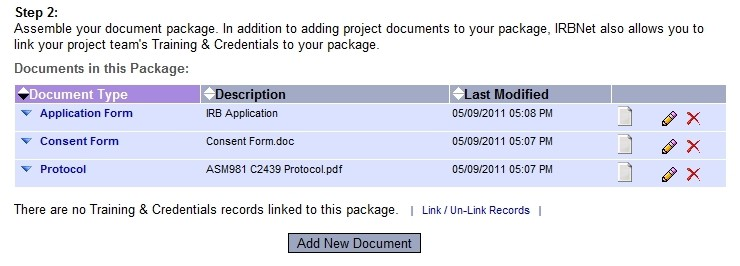 Step 2:
Assemble your document package. In addition to adding project documents to your package, IRBNet also allows you to
link your project team's Training & Credentials to your package.
Documents in this Package:
Document Type Description Last Modified
Application Form IRB Application 05/09/2011 05:08 PM
Consent Form Consent Form.doc 05/09/2011 05:07 PM
Protocol ASM981 C2439 Protocol.pdf 05/09/2011 05:07 PM
There are no Training & Credentials records linked to this package. | Link / Un-Link Records |
Add New Document